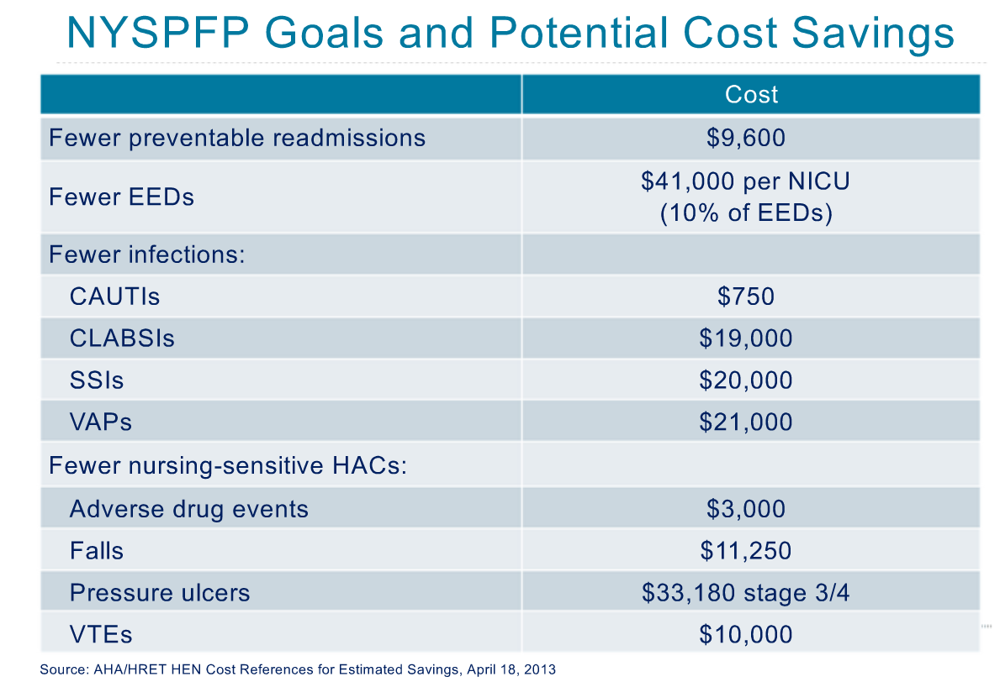 NYSPFP Goals and Potential Cost Savings
Cost
Fewer preventable readmissions $9,600
Fewer EEDs $41,000 per NICU
(10% of EEDs)
Fewer infections:
CAUTIs $750
CLABSIs $19,000
SSIs $20,000
VAPs $21,000
Fewer nursing-sensitive HACs:
Adverse drug events $3,000
Falls $11,250
Pressure ulcers $33,180 stage 3/4
VTEs $10,000
Source: AHA/HRET HEN Cost References for Estimated Savings, April 18, 2013